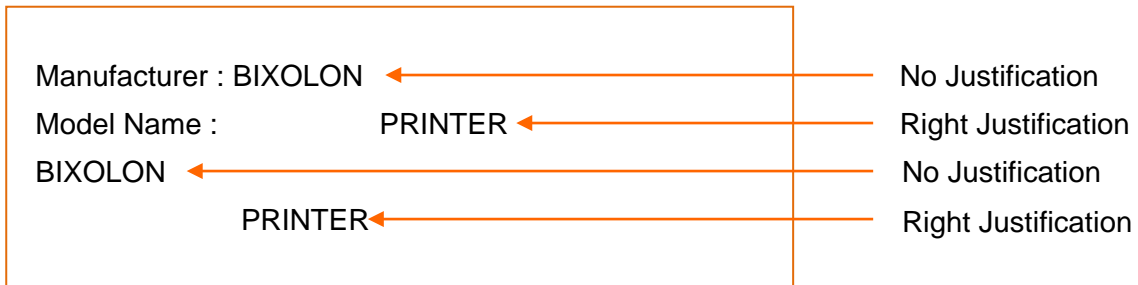 Manufacturer : BIXOLON No Justification
Model Name : PRINTER Right Justification
BIXOLON No Justification
PRINTER Right Justification